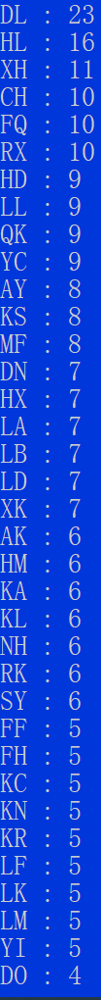 DL : 23
HL : 16
XH : 11
CH : 10
FQ : 10
RX : 10
HD : 9
LL : 9
QK : 9
YC : 9
AY : 8
KS : 8
MF : 8
DN : 7
HX : 7
LA : 7
LB : 7
LD : 7
XK : 7
AK : 6
HM : 6
KA : 6
KL : 6
NH : 6
RK : 6
SY : 6
FF : 5
FH : 5
KC : 5
KN : 5
KR : 5
LF : 5
LK : 5
LM : 5
YI : 5
DO : 4